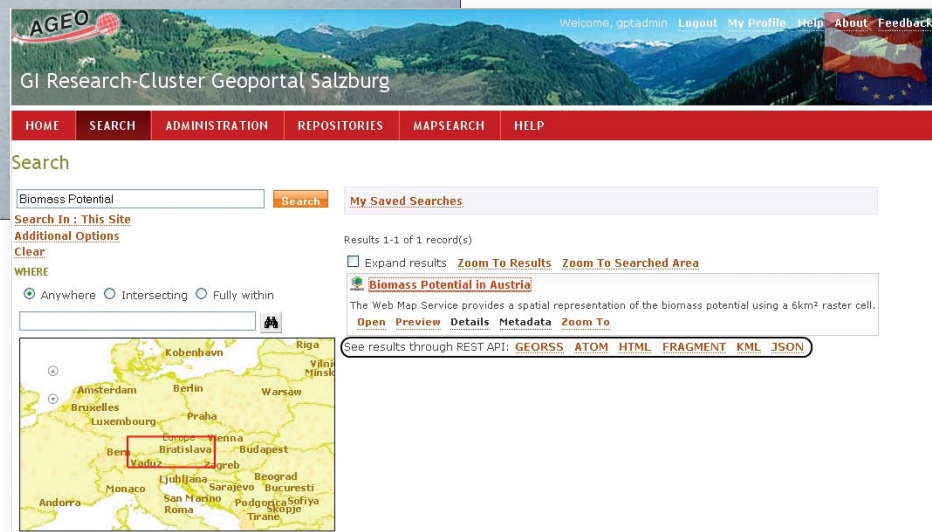 AGEO
Welcome, gptadmin Logout My Profile Help About Feedback
GI Research-Cluster Geoportal Salzburg
HOME SEARCH ADMINISTRATION REPOSITORIES MAPSEARCH HELP
Search
Biomass Potential Search
Search In : This Site
Additional Options
Clear
WHERE
Anywhere Intersecting Fully within
My Saved Searches
Results 1-1 of 1 record(s)
Expand results Zoom To Results Zoom To Searched Area
Biomass Potential in Austria
The Web Map Service provides a spatial representation of the biomass potential using a 6km² raster cell.
Open Preview Details Metadata Zoom To
See results through REST API: GEORSS ATOM HTML FRAGMENT KML JSON
Kobenhavn Riga
Vilni
Minsk
Amsterdam Berlin Warsaw
Bruxelles
Luxembourg Praha
Europe Vienna
Bern Bratislava Budapest
Vaduz Zagreb
Ljubljana Beograd
Monaco Sarajevo Bucuresti
Andorra San Marino Podgorica Sofiya
Roma Skopje
Tirane